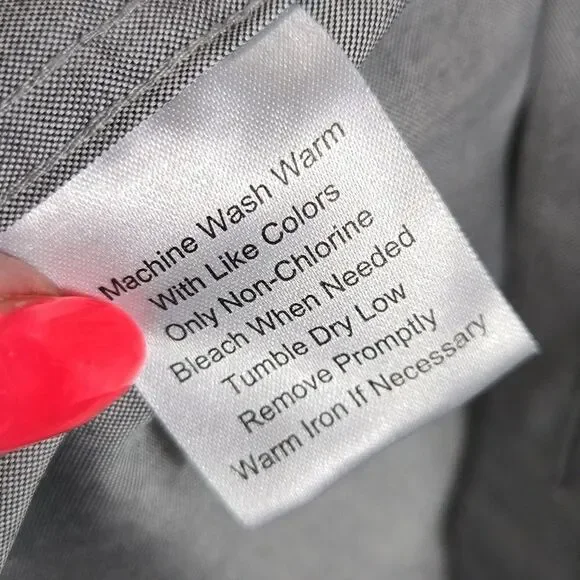 Machine Wash Warm
With Like Colors
Only Non-Chlorine
Bleach When Needed
Tumble Dry Low
Remove Promptly
Warm Iron If Necessary